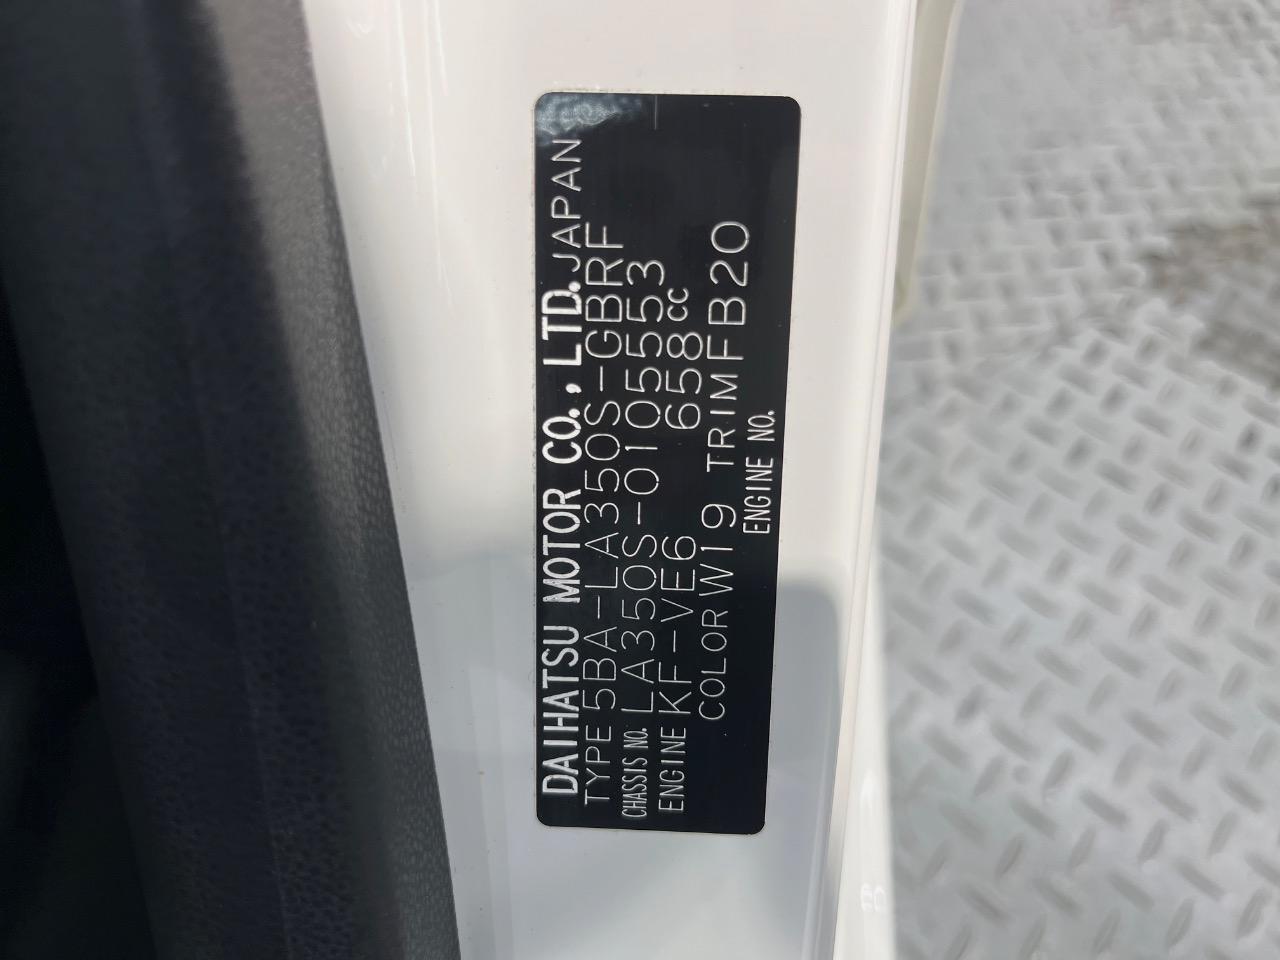 DAIHATSU MOTOR CO., LTD. JAPAN
TYPE 5BA-LA350S-GBRF
CHASSIS NO. LA350S-0105553
ENGINE KF-VE6 658cc
COLOR W19 TRIM FB20
ENGINE NO.